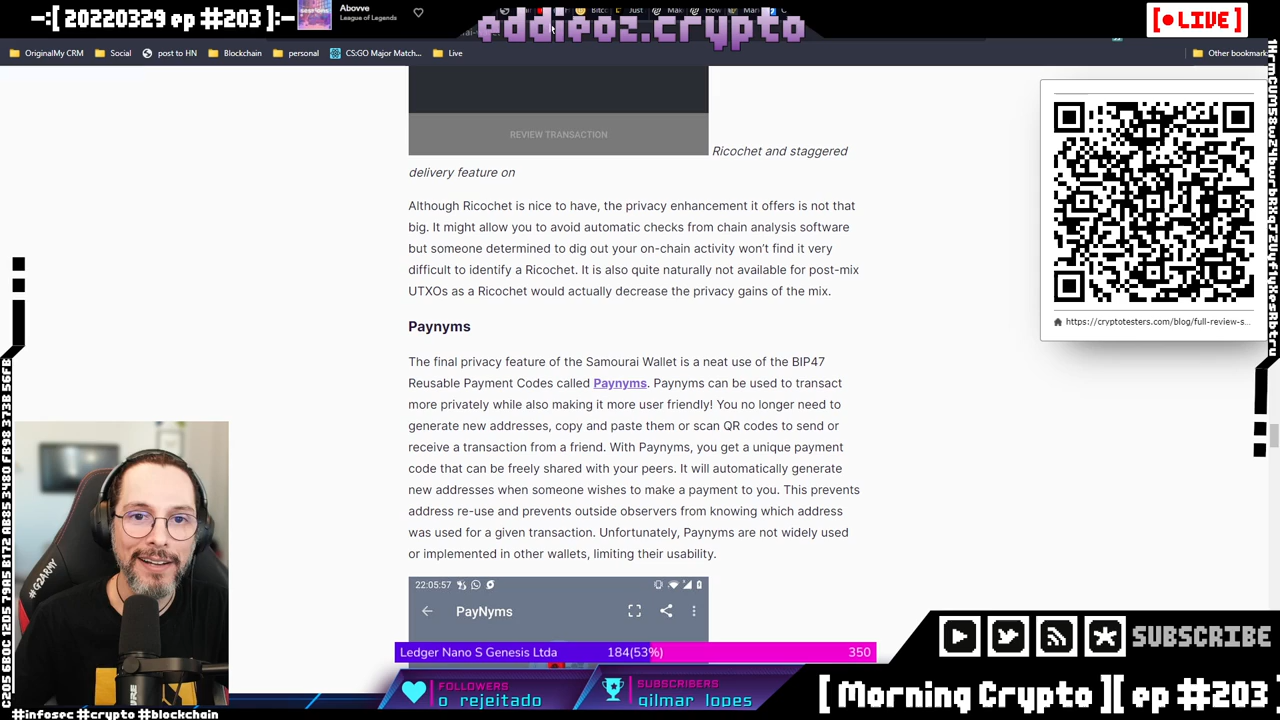 -:[ 20220329 ep #203 ]:-
Abovve
League of Legends
eddieoz.crypto
[•LIVE]
OriginalMy CRM
Social
post to HN
Blockchain
personal
CS:GO Major Match...
Live
Other bookmark
REVIEW TRANSACTION
Ricochet and staggered
delivery feature on
Although Ricochet is nice to have, the privacy enhancement it offers is not that
big. It might allow you to avoid automatic checks from chain analysis software
but someone determined to dig out your on-chain activity won't find it very
difficult to identify a Ricochet. It is also quite naturally not available for post-mix
UTXOs as a Ricochet would actually decrease the privacy gains of the mix.
Paynyms
The final privacy feature of the Samourai Wallet is a neat use of the BIP47
Reusable Payment Codes called Paynyms. Paynyms can be used to transact
more privately while also making it more user friendly! You no longer need to
generate new addresses, copy and paste them or scan QR codes to send or
receive a transaction from a friend. With Paynyms, you get a unique payment
code that can be freely shared with your peers. It will automatically generate
new addresses when someone wishes to make a payment to you. This prevents
address re-use and prevents outside observers from knowing which address
was used for a given transaction. Unfortunately, Paynyms are not widely used
or implemented in other wallets, limiting their usability.
22:05:57
PayNyms
https://cryptotesters.com/blog/full-review-s...
#G2ARMY
Ledger Nano S Genesis Ltda 184(53%) 350
FOLLOWERS
o rejeitado
SUBSCRIBERS
gilmar lopes
SUBSCRIBE
[ Morning Crypto ][ ep #203 ]
#infosec #crypto #blockchain